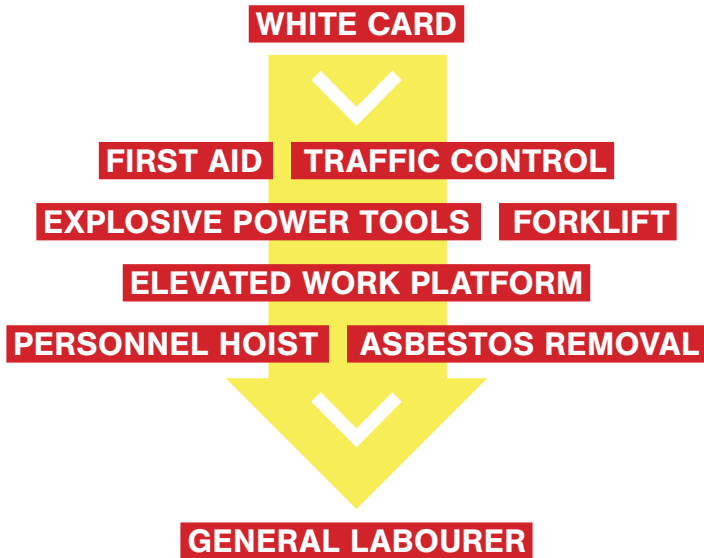 WHITE CARD
FIRST AID TRAFFIC CONTROL
EXPLOSIVE POWER TOOLS FORKLIFT
ELEVATED WORK PLATFORM
PERSONNEL HOIST ASBESTOS REMOVAL
GENERAL LABOURER